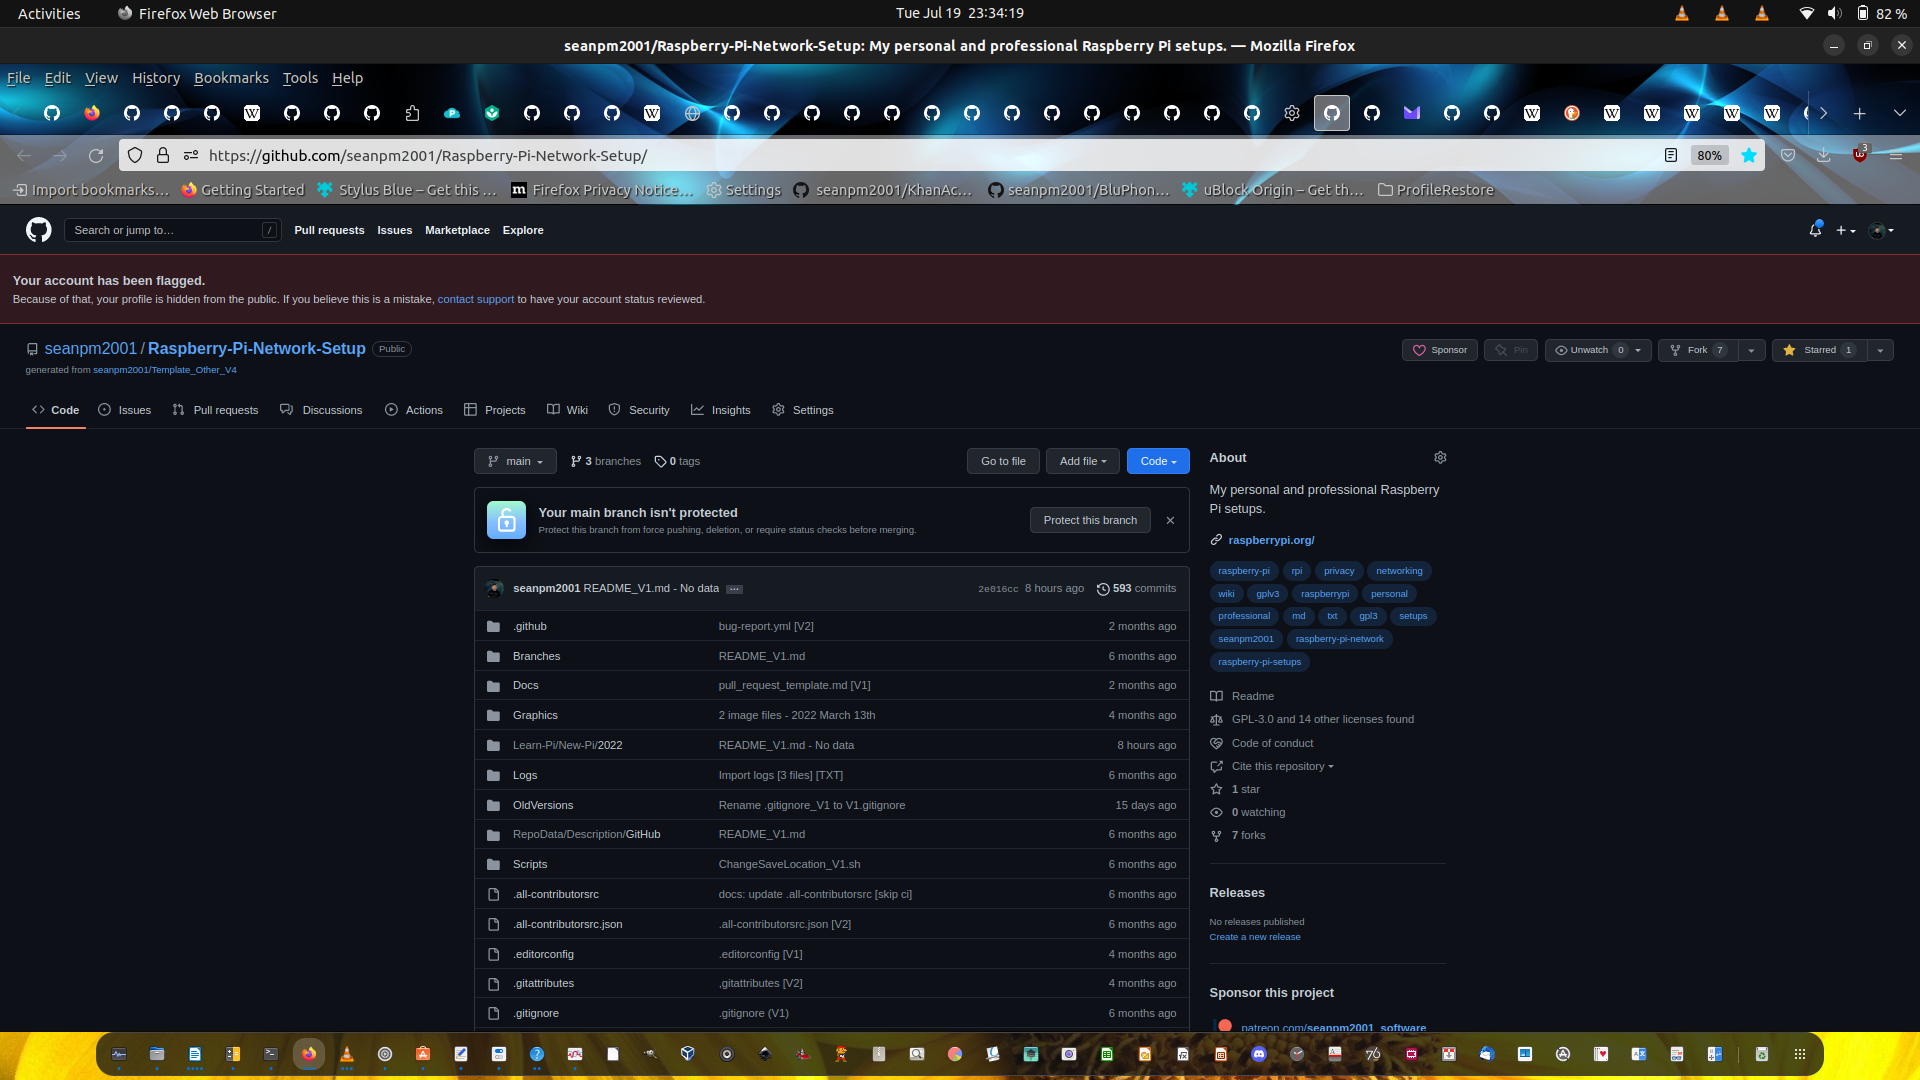 Activities
Firefox Web Browser
Tue Jul 19 23:34:19
82 %
seanpm2001/Raspberry-Pi-Network-Setup: My personal and professional Raspberry Pi setups. — Mozilla Firefox
File Edit View History Bookmarks Tools Help
https://github.com/seanpm2001/Raspberry-Pi-Network-Setup/
80%
3
Import bookmarks… Getting Started Stylus Blue – Get this … Firefox Privacy Notice… Settings seanpm2001/KhanAc… seanpm2001/BluPhon… uBlock Origin – Get th… ProfileRestore
Search or jump to…
/
Pull requests Issues Marketplace Explore
Your account has been flagged.
Because of that, your profile is hidden from the public. If you believe this is a mistake, contact support to have your account status reviewed.
seanpm2001 / Raspberry-Pi-Network-Setup Public
generated from seanpm2001/Template_Other_V4
Sponsor Pin Unwatch 0 Fork 7 Starred 1
Code Issues Pull requests Discussions Actions Projects Wiki Security Insights Settings
main 3 branches 0 tags
Go to file Add file Code
Your main branch isn't protected
Protect this branch from force pushing, deletion, or require status checks before merging.
Protect this branch
seanpm2001 README_V1.md - No data … 2e016cc 8 hours ago 593 commits
.github bug-report.yml [V2] 2 months ago
Branches README_V1.md 6 months ago
Docs pull_request_template.md [V1] 2 months ago
Graphics 2 image files - 2022 March 13th 4 months ago
Learn-Pi/New-Pi/2022 README_V1.md - No data 8 hours ago
Logs Import logs [3 files] [TXT] 6 months ago
OldVersions Rename .gitignore_V1 to V1.gitignore 15 days ago
RepoData/Description/GitHub README_V1.md 6 months ago
Scripts ChangeSaveLocation_V1.sh 6 months ago
.all-contributorsrc docs: update .all-contributorsrc [skip ci] 6 months ago
.all-contributorsrc.json .all-contributorsrc.json [V2] 6 months ago
.editorconfig .editorconfig [V1] 4 months ago
.gitattributes .gitattributes [V2] 4 months ago
.gitignore .gitignore (V1) 6 months ago
About
My personal and professional Raspberry
Pi setups.
raspberrypi.org/
raspberry-pi rpi privacy networking
wiki gplv3 raspberrypi personal
professional md txt gpl3 setups
seanpm2001 raspberry-pi-network
raspberry-pi-setups
Readme
GPL-3.0 and 14 other licenses found
Code of conduct
Cite this repository
1 star
0 watching
7 forks
Releases
No releases published
Create a new release
Sponsor this project
patreon.com/seanpm2001_software